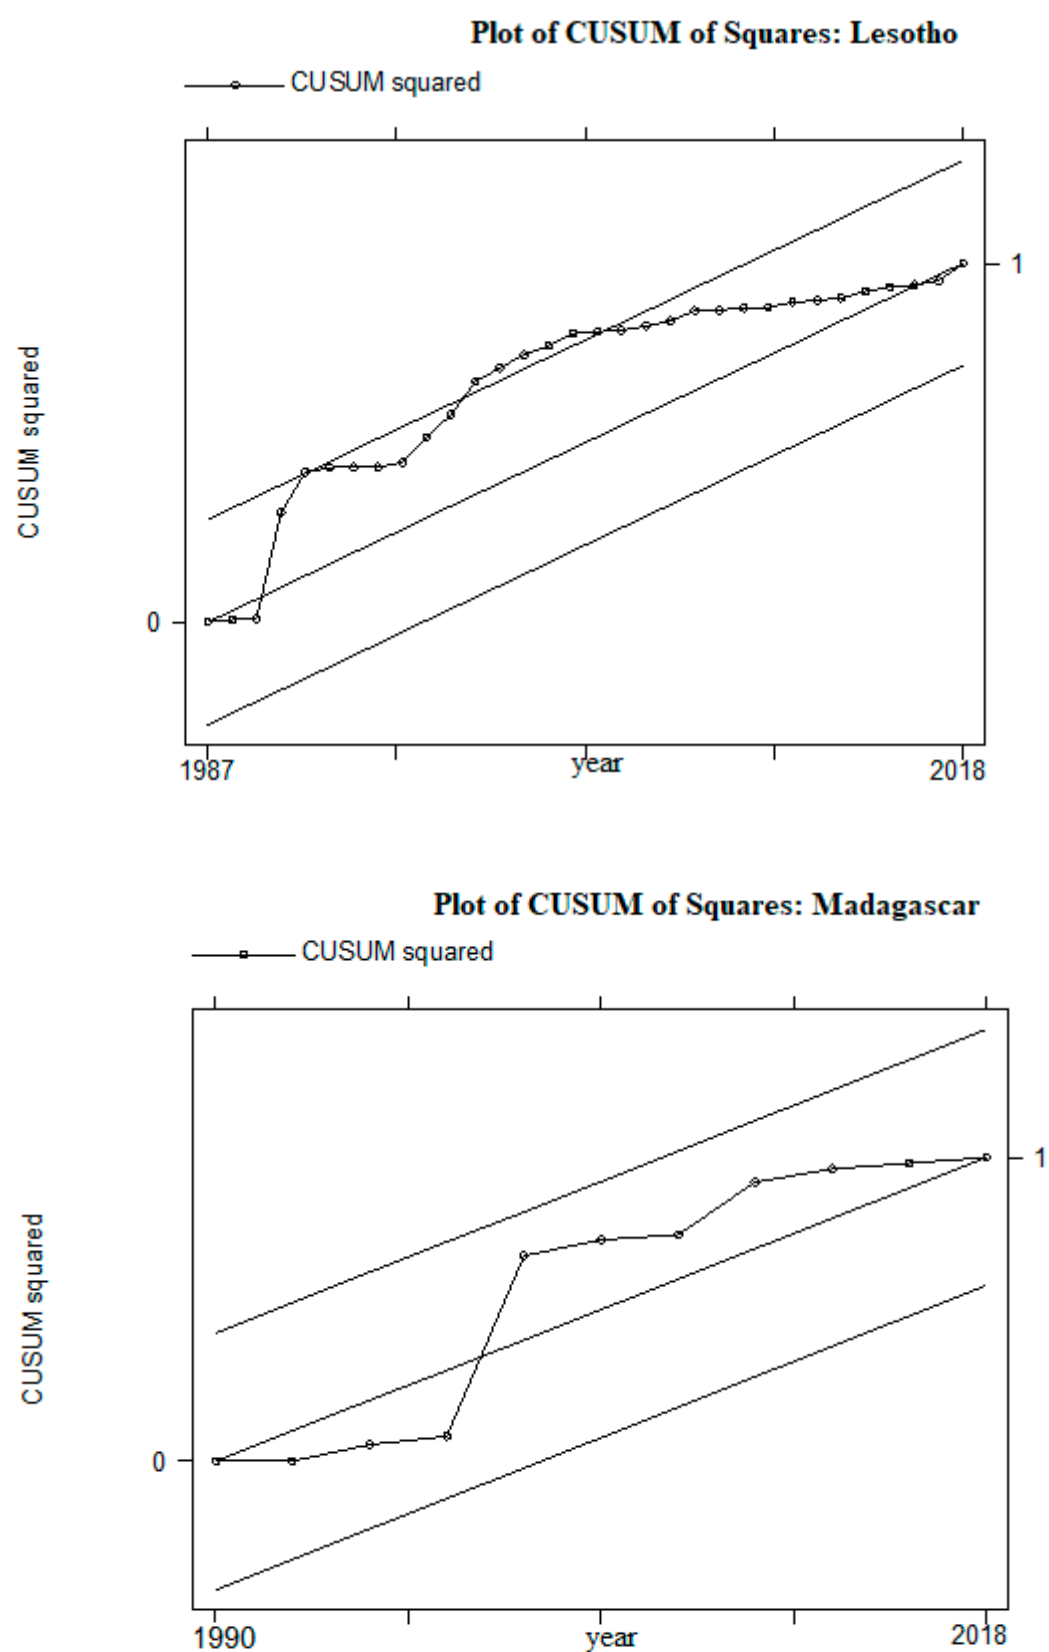 Plot of CUSUM of Squares: Lesotho
CUSUM squared
1
CUSUM squared
0
1987 year 2018
Plot of CUSUM of Squares: Madagascar
CUSUM squared
1
CUSUM squared
0
1990 year 2018